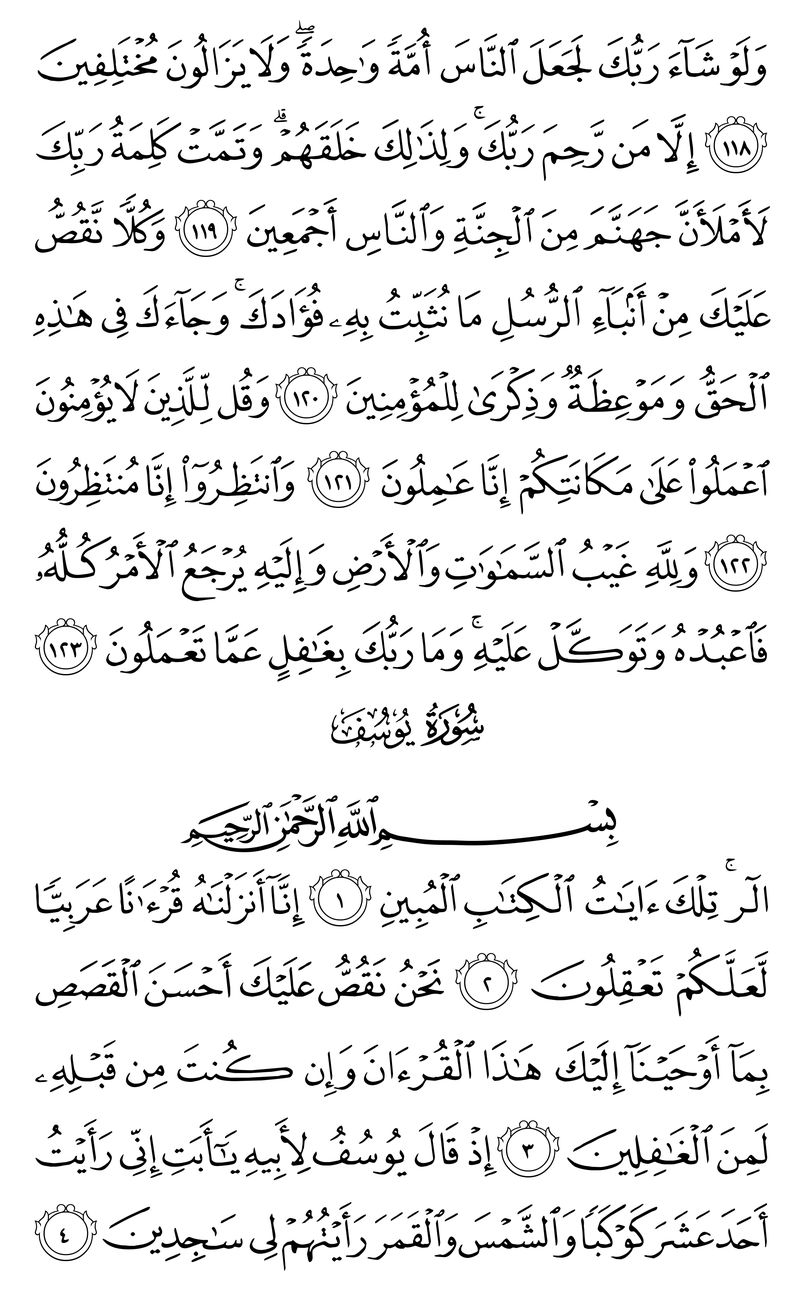 وَلَوْ شَآءَ رَبُّكَ لَجَعَلَ ٱلنَّاسَ أُمَّةً وَٰحِدَةً ۖ وَلَا يَزَالُونَ مُخْتَلِفِينَ
١١٨ إِلَّا مَن رَّحِمَ رَبُّكَ ۚ وَلِذَٰلِكَ خَلَقَهُمْ ۗ وَتَمَّتْ كَلِمَةُ رَبِّكَ
لَأَمْلَأَنَّ جَهَنَّمَ مِنَ ٱلْجِنَّةِ وَٱلنَّاسِ أَجْمَعِينَ ١١٩ وَكُلًّا نَّقُصُّ
عَلَيْكَ مِنْ أَنۢبَآءِ ٱلرُّسُلِ مَا نُثَبِّتُ بِهِۦ فُؤَادَكَ ۚ وَجَآءَكَ فِى هَٰذِهِ
ٱلْحَقُّ وَمَوْعِظَةٌ وَذِكْرَىٰ لِلْمُؤْمِنِينَ ١٢٠ وَقُل لِّلَّذِينَ لَا يُؤْمِنُونَ
ٱعْمَلُوا۟ عَلَىٰ مَكَانَتِكُمْ إِنَّا عَٰمِلُونَ ١٢١ وَٱنتَظِرُوٓا۟ إِنَّا مُنتَظِرُونَ
١٢٢ وَلِلَّهِ غَيْبُ ٱلسَّمَٰوَٰتِ وَٱلْأَرْضِ وَإِلَيْهِ يُرْجَعُ ٱلْأَمْرُ كُلُّهُۥ
فَٱعْبُدْهُ وَتَوَكَّلْ عَلَيْهِ ۚ وَمَا رَبُّكَ بِغَٰفِلٍ عَمَّا تَعْمَلُونَ ١٢٣
سُورَةُ يُوسُفَ
بِسْمِ ٱللَّهِ ٱلرَّحْمَٰنِ ٱلرَّحِيمِ
الٓر ۚ تِلْكَ ءَايَٰتُ ٱلْكِتَٰبِ ٱلْمُبِينِ ١ إِنَّآ أَنزَلْنَٰهُ قُرْءَٰنًا عَرَبِيًّا
لَّعَلَّكُمْ تَعْقِلُونَ ٢ نَحْنُ نَقُصُّ عَلَيْكَ أَحْسَنَ ٱلْقَصَصِ
بِمَآ أَوْحَيْنَآ إِلَيْكَ هَٰذَا ٱلْقُرْءَانَ وَإِن كُنتَ مِن قَبْلِهِۦ
لَمِنَ ٱلْغَٰفِلِينَ ٣ إِذْ قَالَ يُوسُفُ لِأَبِيهِ يَٰٓأَبَتِ إِنِّى رَأَيْتُ
أَحَدَ عَشَرَ كَوْكَبًا وَٱلشَّمْسَ وَٱلْقَمَرَ رَأَيْتُهُمْ لِى سَٰجِدِينَ ٤